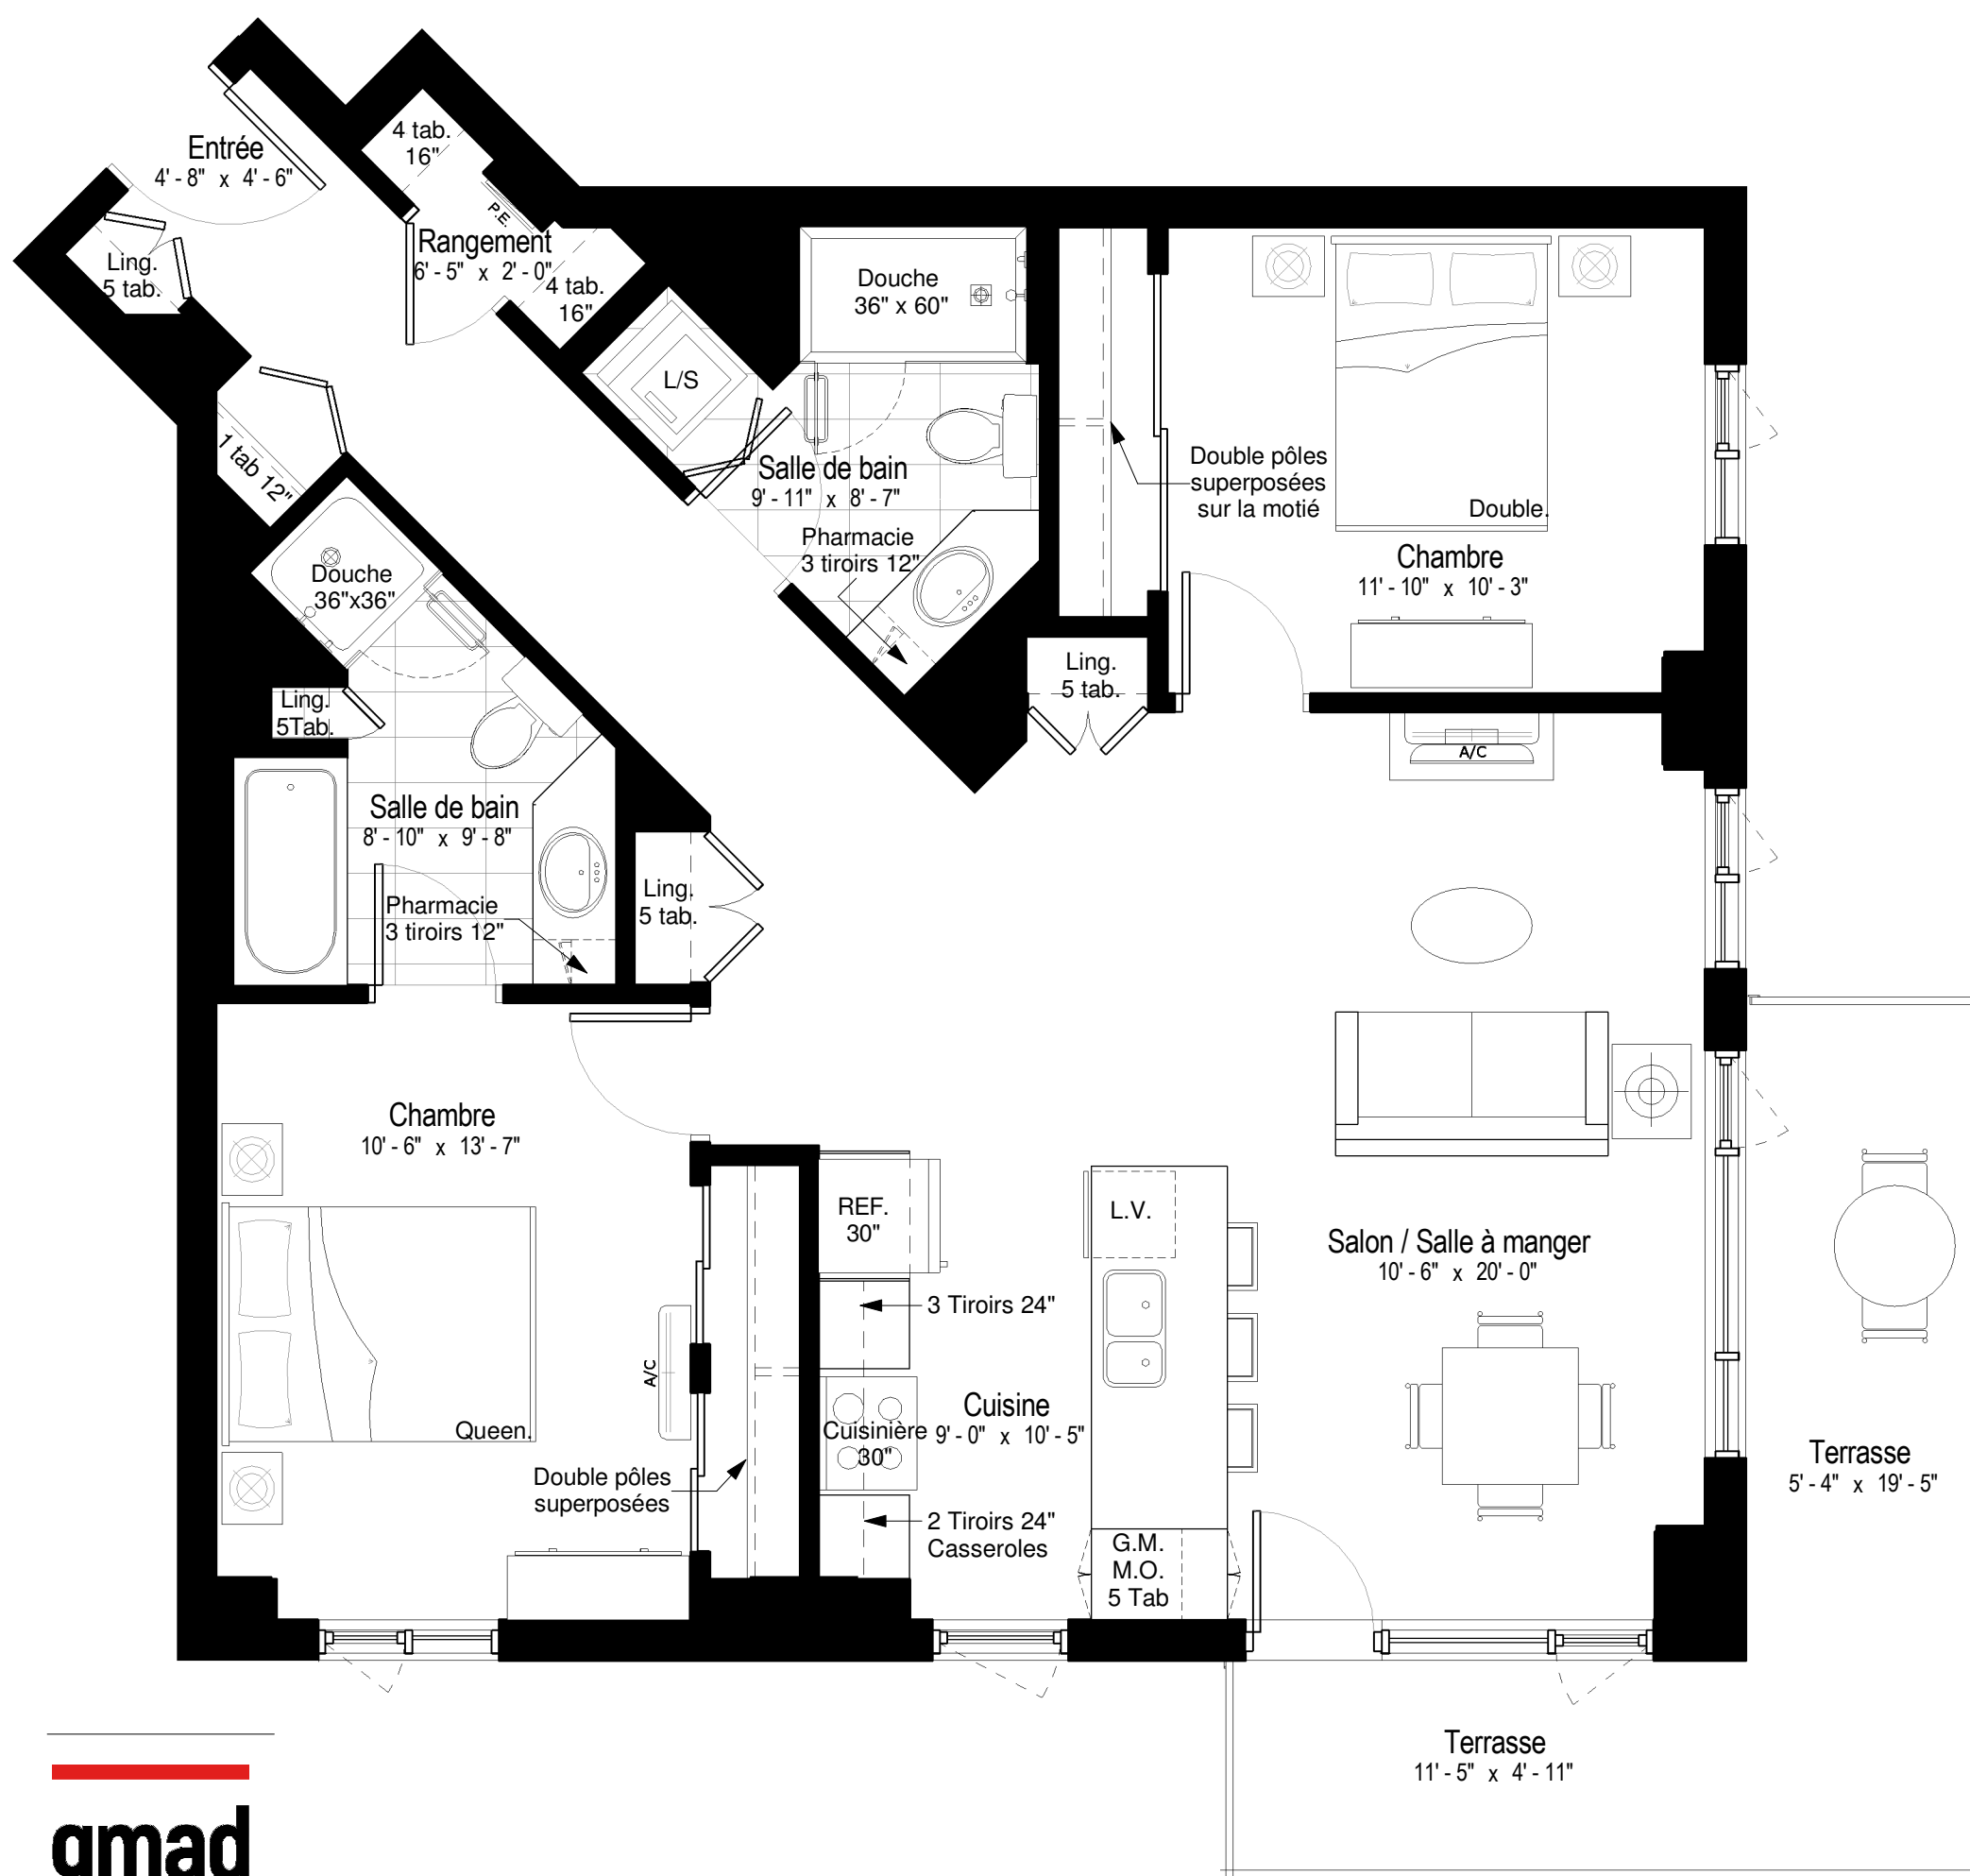 Entrée
4' - 8" x 4' - 6"
4 tab.
16"
P.E.
Rangement
6' - 5" x 2' - 0"
4 tab.
16"
Ling.
5 tab.
1 tab 12"
L/S
Douche
36" x 60"
Salle de bain
9' - 11" x 8' - 7"
Pharmacie
3 tiroirs 12"
Double pôles
superposées
sur la motié
Double.
Chambre
11' - 10" x 10' - 3"
Douche
36"x36"
Ling.
5Tab.
Ling.
5 tab.
A/C
Salle de bain
8' - 10" x 9' - 8"
Pharmacie
3 tiroirs 12"
Ling.
5 tab.
Chambre
10' - 6" x 13' - 7"
Queen.
A/C
Double pôles
superposées
REF.
30"
3 Tiroirs 24"
Cuisinière
30"
Cuisine
9' - 0" x 10' - 5"
2 Tiroirs 24"
Casseroles
L.V.
G.M.
M.O.
5 Tab
Salon / Salle à manger
10' - 6" x 20' - 0"
Terrasse
5' - 4" x 19' - 5"
Terrasse
11' - 5" x 4' - 11"
gmad